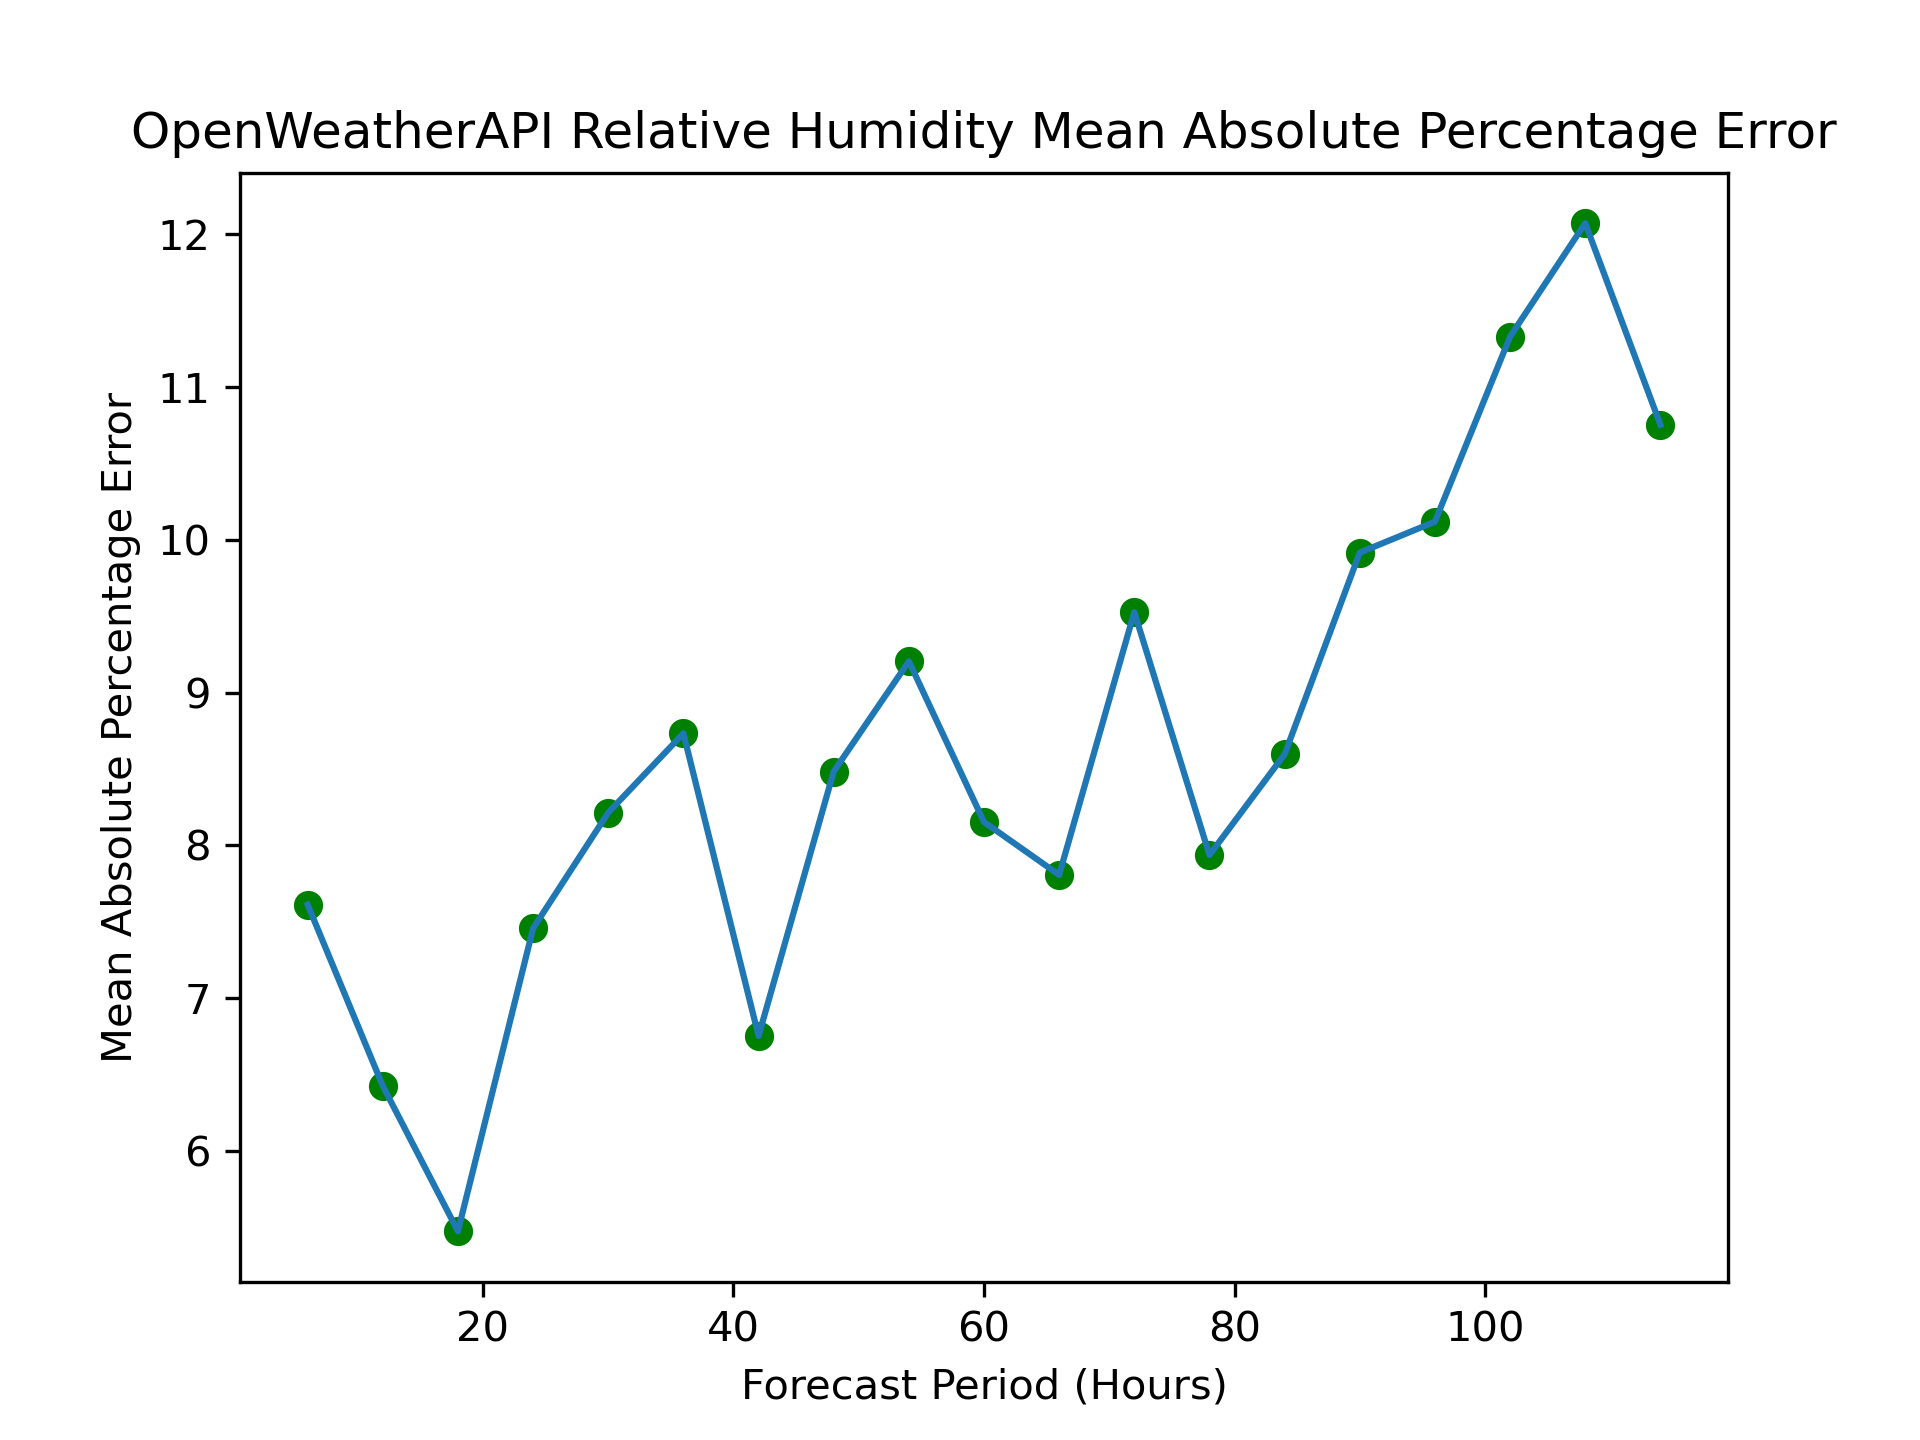 OpenWeatherAPI Relative Humidity Mean Absolute Percentage Error
Mean Absolute Percentage Error
12
11
10
9
8
7
6
20 40 60 80 100
Forecast Period (Hours)